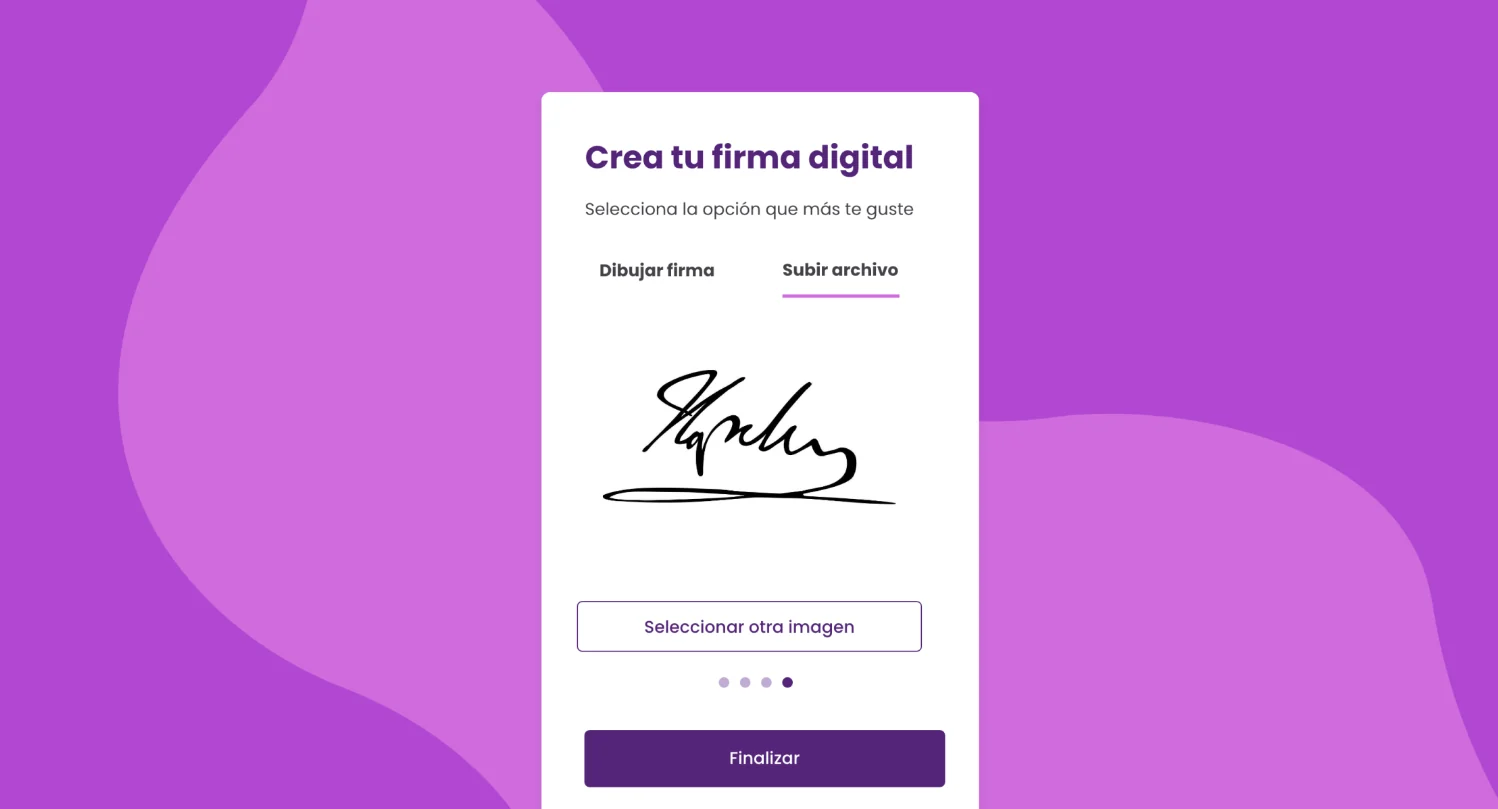 Crea tu firma digital
Selecciona la opción que más te guste
Dibujar firma
Subir archivo
Seleccionar otra imagen
Finalizar